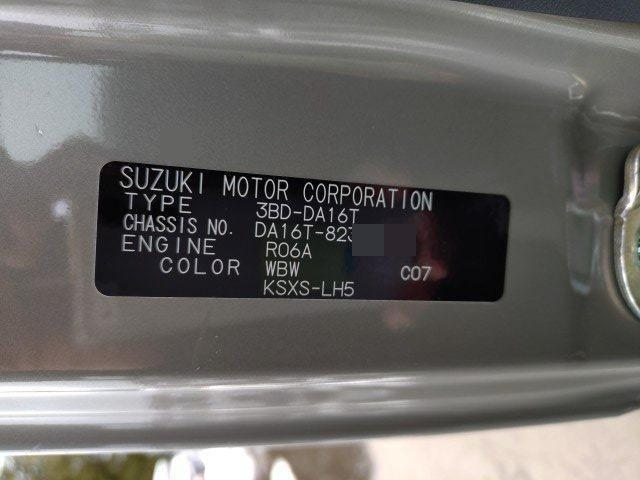 SUZUKI MOTOR CORPORATION
TYPE 3BD-DA16T
CHASSIS NO. DA16T-823
ENGINE R06A
COLOR WBW C07
KSXS-LH5